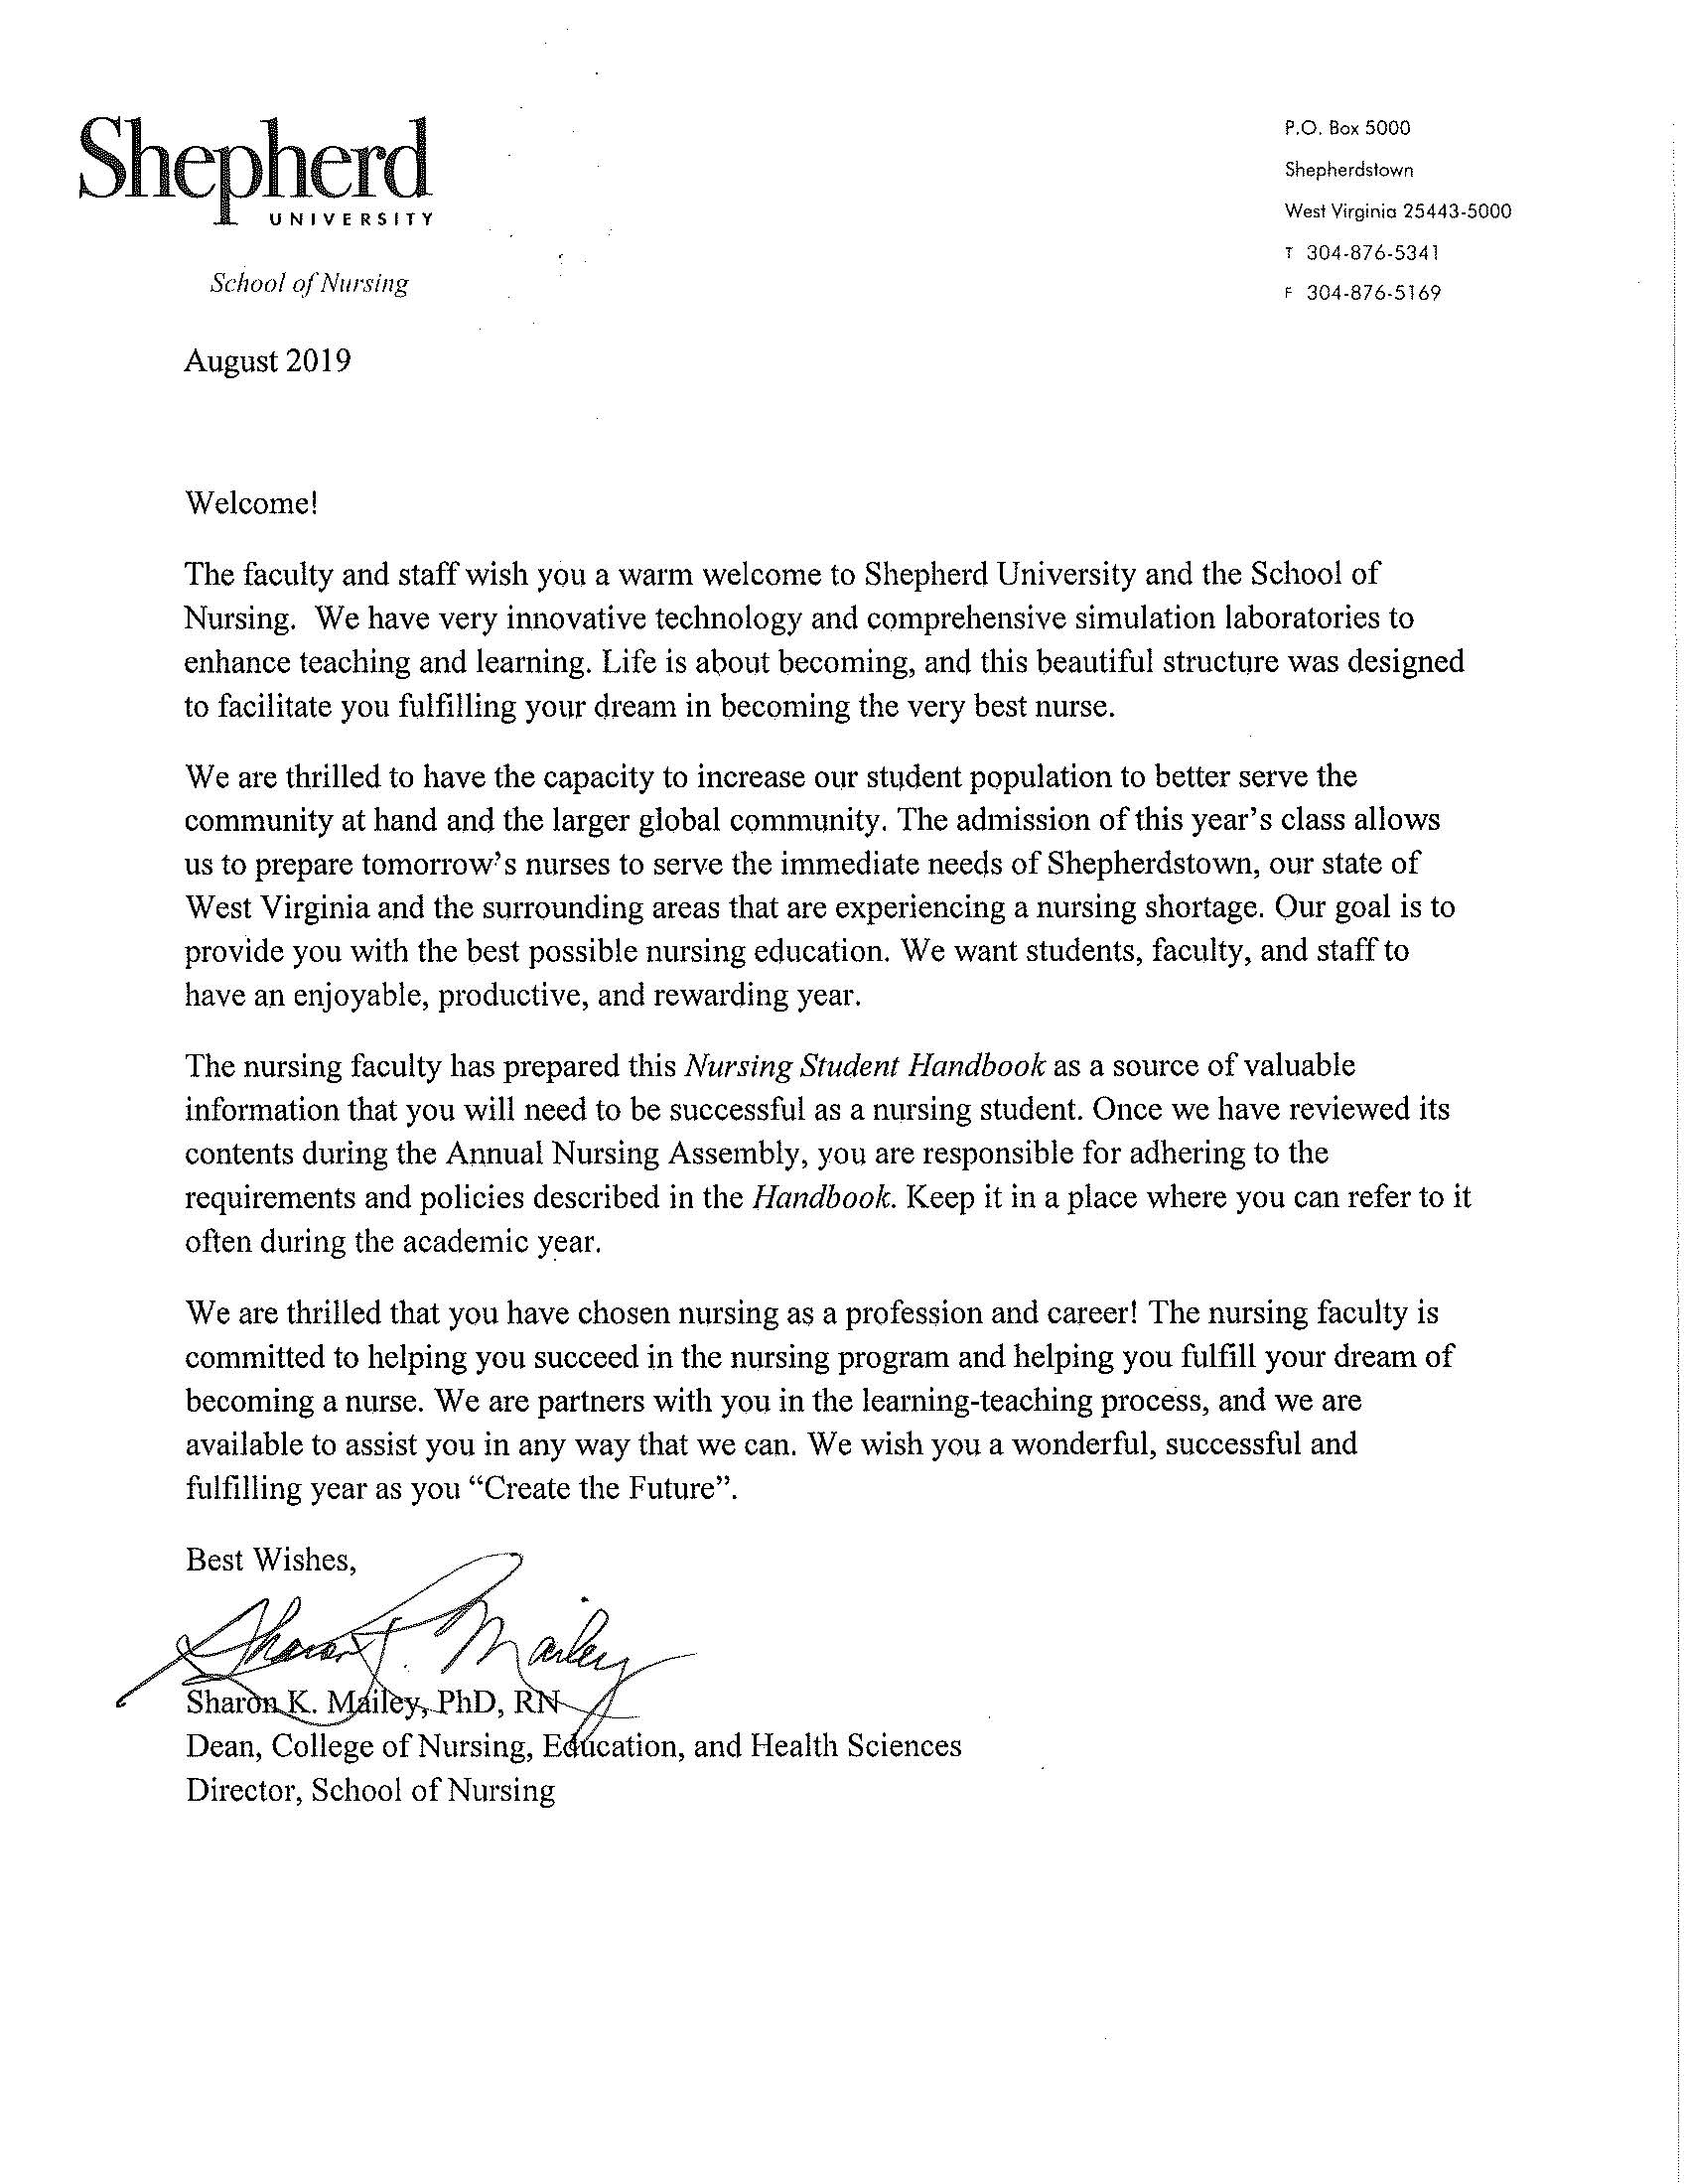 Shepherd
UNIVERSITY
School of Nursing
P.O. Box 5000
Shepherdstown
West Virginia 25443-5000
T 304-876-5341
F 304-876-5169
August 2019
Welcome!
The faculty and staff wish you a warm welcome to Shepherd University and the School of
Nursing.  We have very innovative technology and comprehensive simulation laboratories to
enhance teaching and learning. Life is about becoming, and this beautiful structure was designed
to facilitate you fulfilling your dream in becoming the very best nurse.
We are thrilled to have the capacity to increase our student population to better serve the
community at hand and the larger global community. The admission of this year's class allows
us to prepare tomorrow's nurses to serve the immediate needs of Shepherdstown, our state of
West Virginia and the surrounding areas that are experiencing a nursing shortage. Our goal is to
provide you with the best possible nursing education. We want students, faculty, and staff to
have an enjoyable, productive, and rewarding year.
The nursing faculty has prepared this Nursing Student Handbook as a source of valuable
information that you will need to be successful as a nursing student. Once we have reviewed its
contents during the Annual Nursing Assembly, you are responsible for adhering to the
requirements and policies described in the Handbook. Keep it in a place where you can refer to it
often during the academic year.
We are thrilled that you have chosen nursing as a profession and career! The nursing faculty is
committed to helping you succeed in the nursing program and helping you fulfill your dream of
becoming a nurse. We are partners with you in the learning-teaching process, and we are
available to assist you in any way that we can. We wish you a wonderful, successful and
fulfilling year as you “Create the Future”.
Best Wishes,
Sharon K. Mailey
Sharon K. Mailey, PhD, RN
Dean, College of Nursing, Education, and Health Sciences
Director, School of Nursing